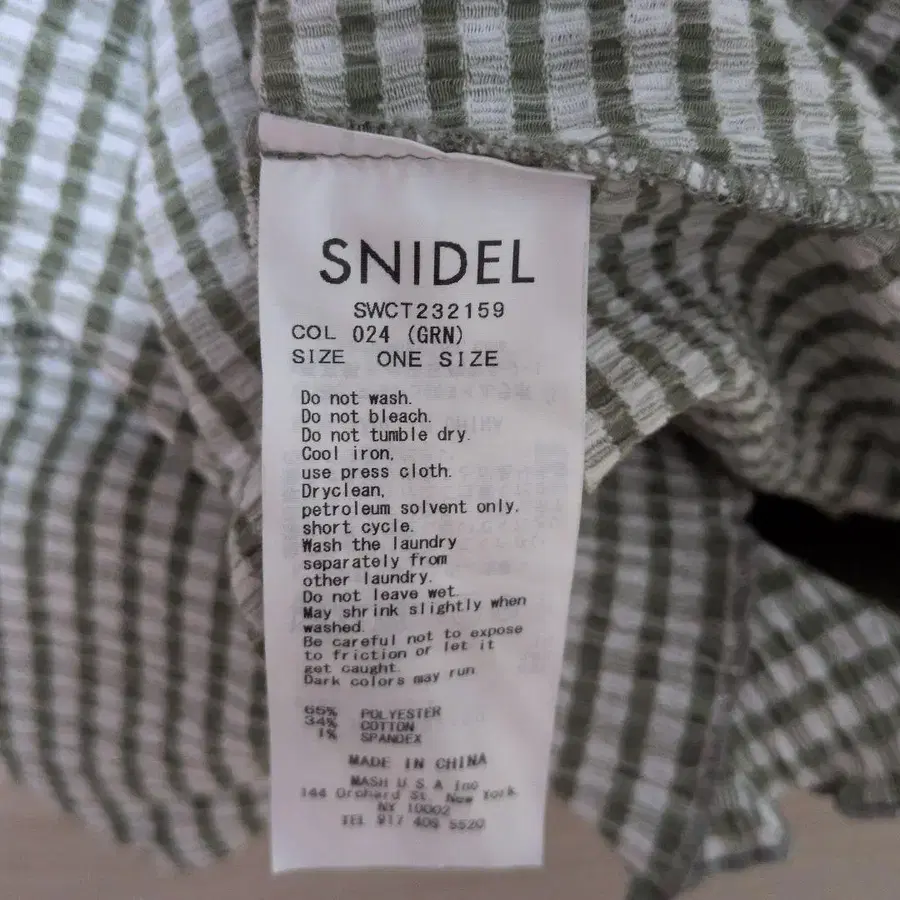 SNIDEL
SWCT232159
COL 024 (GRN)
SIZE ONE SIZE
Do not wash.
Do not bleach.
Do not tumble dry.
Cool iron,
use press cloth.
Dryclean,
petroleum solvent only.
short cycle.
Wash the laundry
separately from
other laundry.
Do not leave wet.
May shrink slightly when
washed.
Be careful not to expose
to friction or let it
get caught.
Dark colors may run
65% POLYESTER
34% COTTON
1% SPANDEX
MADE IN CHINA
MASH U.S.A Inc
144 Orchard St. New York.
NY 10002
TEL 917 409 5520